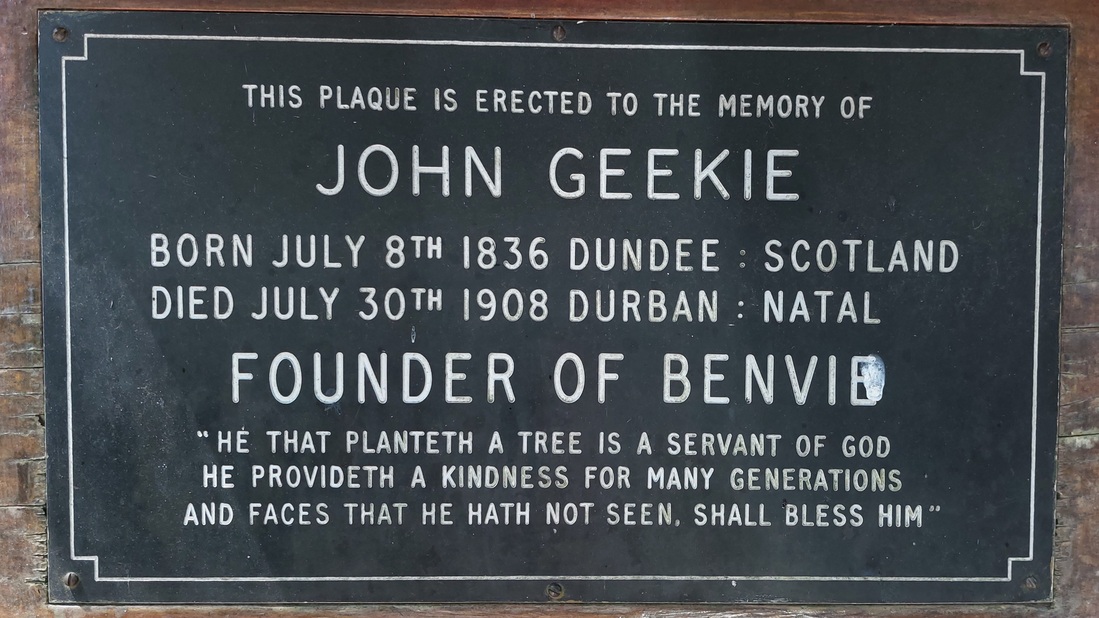 THIS PLAQUE IS ERECTED TO THE MEMORY OF
JOHN GEEKIE
BORN JULY 8TH 1836 DUNDEE : SCOTLAND
DIED JULY 30TH 1908 DURBAN : NATAL
FOUNDER OF BENVIE
"HE THAT PLANTETH A TREE IS A SERVANT OF GOD
HE PROVIDETH A KINDNESS FOR MANY GENERATIONS
AND FACES THAT HE HATH NOT SEEN, SHALL BLESS HIM"